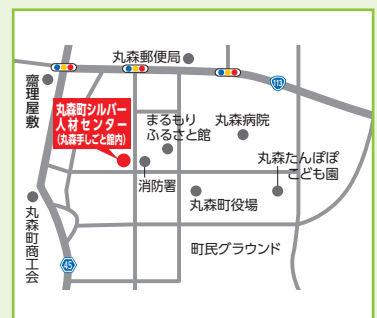 丸森郵便局
113
齋理屋敷
丸森町シルバー
人材センター
(丸森手しごと館内)
まるもり
ふるさと館
丸森病院
消防署
丸森たんぽぽ
こども園
丸森町役場
丸森町商工会
町民グラウンド
45